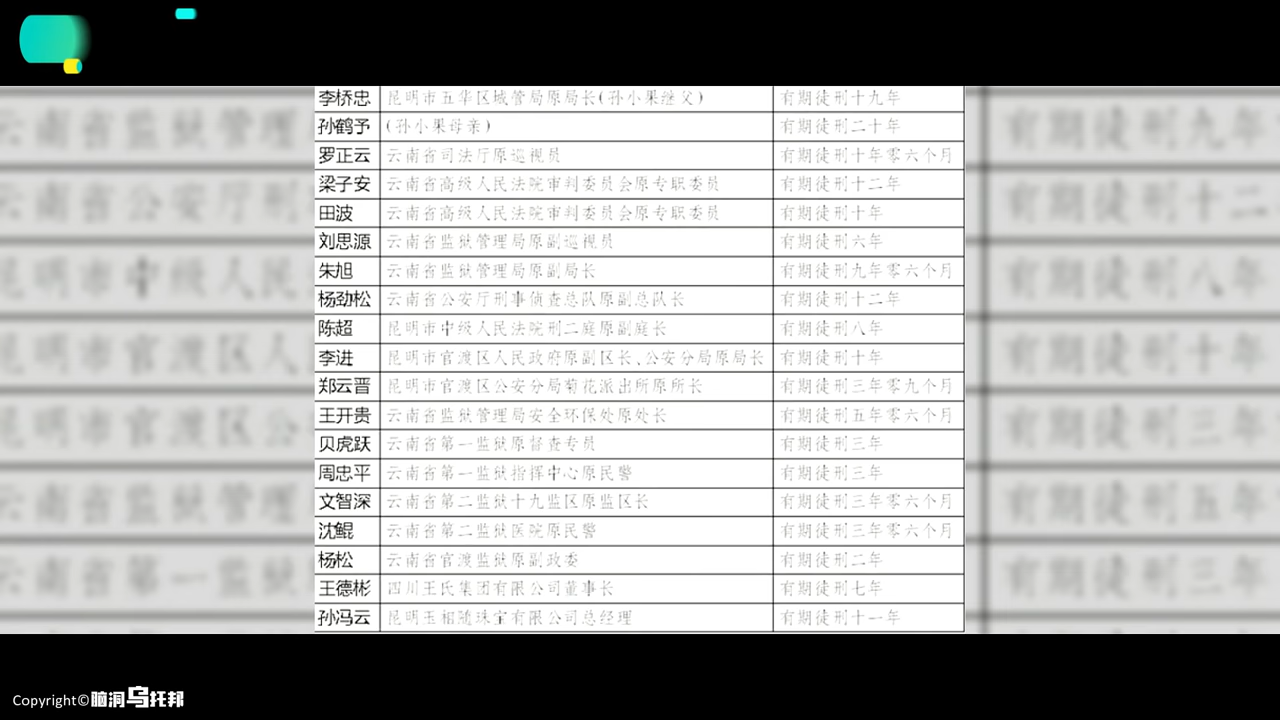 李桥忠 昆明市五华区城管局原局长(孙小果继父) 有期徒刑十九年
孙鹤予 (孙小果母亲) 有期徒刑二十年
罗正云 云南省司法厅原巡视员 有期徒刑十年零六个月
梁子安 云南省高级人民法院审判委员会原专职委员 有期徒刑十二年
田波 云南省高级人民法院审判委员会原专职委员 有期徒刑十年
刘思源 云南省监狱管理局原副巡视员 有期徒刑六年
朱旭 云南省监狱管理局原副局长 有期徒刑九年零六个月
杨劲松 云南省公安厅刑事侦查总队原副总队长 有期徒刑十二年
陈超 昆明市中级人民法院刑二庭原副庭长 有期徒刑八年
李进 昆明市官渡区人民政府原副区长、公安分局原局长 有期徒刑十年
郑云晋 昆明市官渡区公安分局菊花派出所原所长 有期徒刑三年零九个月
王开贵 云南省监狱管理局安全环保处原处长 有期徒刑五年零六个月
贝虎跃 云南省第一监狱原督查专员 有期徒刑三年
周忠平 云南省第一监狱指挥中心原民警 有期徒刑三年
文智深 云南省第二监狱十九监区原监区长 有期徒刑三年零六个月
沈鲲 云南省第二监狱医院原民警 有期徒刑三年零六个月
杨松 云南省官渡监狱原副政委 有期徒刑二年
王德彬 四川王氏集团有限公司董事长 有期徒刑七年
孙冯云 昆明玉相随珠宝有限公司总经理 有期徒刑十一年
Copyright©脑洞乌托邦